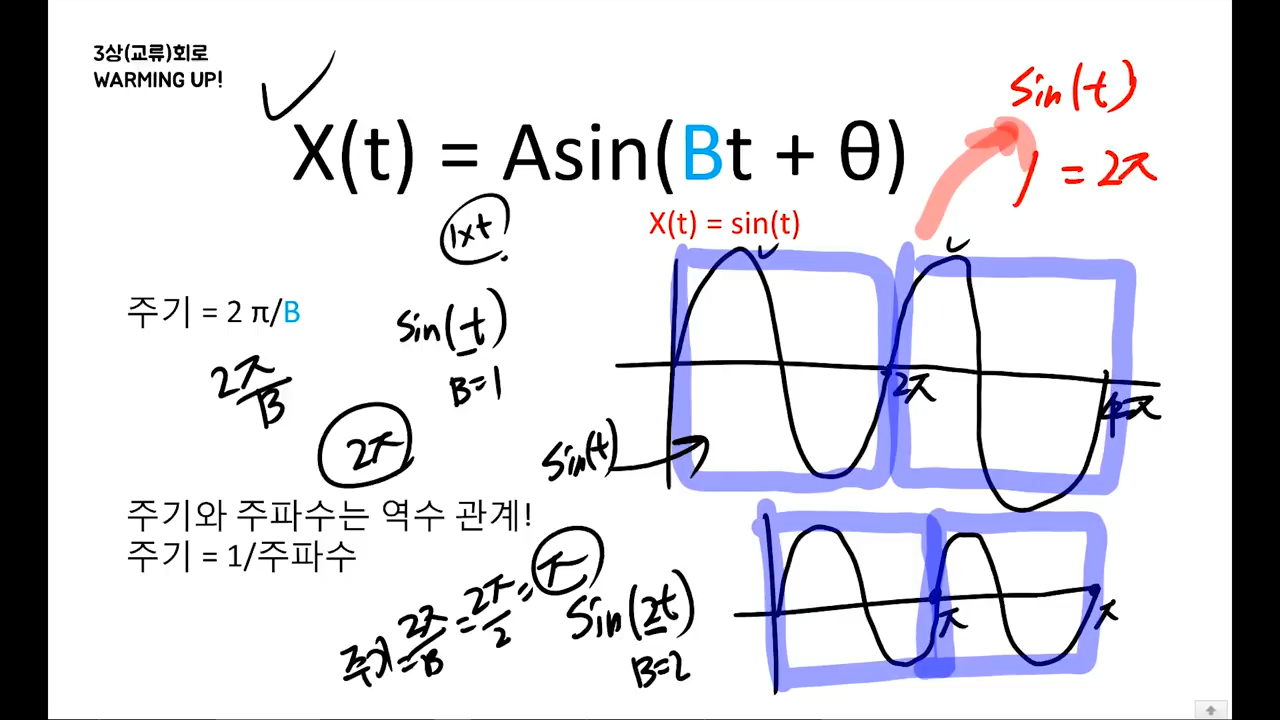 3상(교류)회로
WARMING UP!
X(t) = Asin(Bt + θ)
sin(t)
1 = 2π
X(t) = sin(t)
1×t
주기 = 2 π/B
2π/B
sin(t)
B=1
2π
2π
4π
sin(t)
주기와 주파수는 역수 관계!
주기 = 1/주파수
주기 = 2π/B = 2π/2 = π
sin(2t)
B=2
π
π